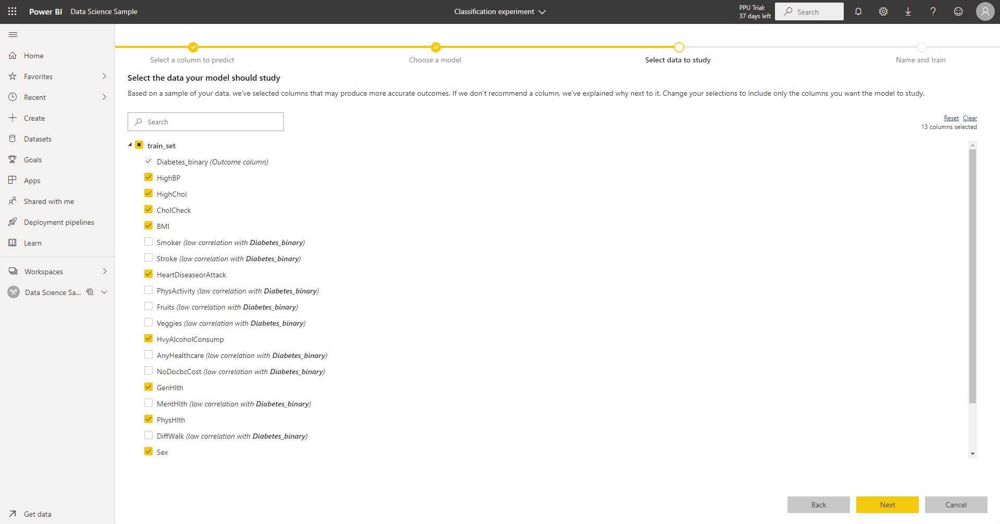 Power BI Data Science Sample
Classification experiment
PPU Trial:
37 days left
Search
Home
Favorites
Recent
Create
Datasets
Goals
Apps
Shared with me
Deployment pipelines
Learn
Workspaces
Data Science Sa...
Get data
Select a column to predict
Choose a model
Select data to study
Name and train
Select the data your model should study
Based on a sample of your data, we've selected columns that may produce more accurate outcomes. If we don't recommend a column, we've explained why next to it. Change your selections to include only the columns you want the model to study.
Search
Reset Clear
13 columns selected
train_set
Diabetes_binary (Outcome column)
HighBP
HighChol
CholCheck
BMI
Smoker (low correlation with Diabetes_binary)
Stroke (low correlation with Diabetes_binary)
HeartDiseaseorAttack
PhysActivity (low correlation with Diabetes_binary)
Fruits (low correlation with Diabetes_binary)
Veggies (low correlation with Diabetes_binary)
HvyAlcoholConsump
AnyHealthcare (low correlation with Diabetes_binary)
NoDocbcCost (low correlation with Diabetes_binary)
GenHlth
MentHlth (low correlation with Diabetes_binary)
PhysHlth
DiffWalk (low correlation with Diabetes_binary)
Sex
Back
Next
Cancel